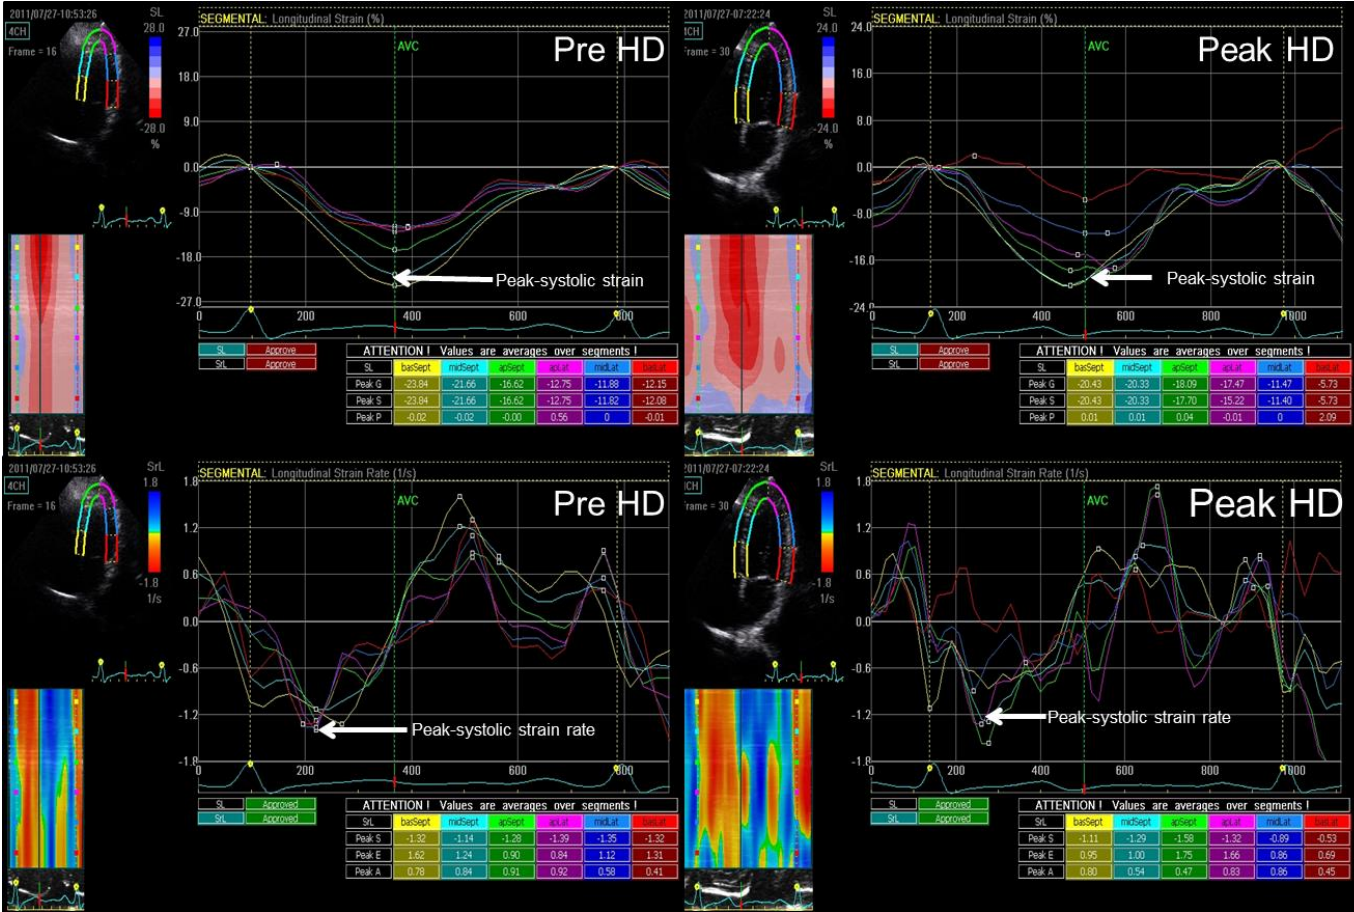 2011/07/27-10:53:26
SL
4CH
28.0
Frame = 16
-28.0
%
SEGMENTAL: Longitudinal Strain (%)
27.0
AVC
Pre HD
18.0
9.0
0.0
-9.0
-18.0
Peak-systolic strain
-27.0
0
200
400
600
800
SL Approve
SrL Approve
ATTENTION ! Values are averages over segments !
SL basSept midSept apSept apLat midLat basLat
Peak G -23.84 -21.66 -16.62 -12.75 -11.88 -12.15
Peak S -23.84 -21.66 -16.62 -12.75 -11.82 -12.08
Peak P -0.02 -0.02 -0.00 0.56 0 -0.01
2011/07/27-07:22:24
SL
4CH
24.0
Frame = 30
-24.0
%
SEGMENTAL: Longitudinal Strain (%)
24.0
AVC
Peak HD
16.0
8.0
0.0
-8.0
-16.0
Peak-systolic strain
-24.0
0
200
400
600
800
1000
SL Approve
SrL Approve
ATTENTION ! Values are averages over segments !
SL basSept midSept apSept apLat midLat basLat
Peak G -20.43 -20.33 -18.09 -17.47 -11.47 -5.73
Peak S -20.43 -20.33 -17.70 -15.22 -11.40 -5.73
Peak P 0.01 0.01 0.04 -0.01 0 2.09
2011/07/27-10:53:26
SrL
4CH
1.8
Frame = 16
-1.8
1/s
SEGMENTAL: Longitudinal Strain Rate (1/s)
1.8
AVC
Pre HD
1.2
0.6
0.0
-0.6
-1.2
Peak-systolic strain rate
-1.8
0
200
400
600
800
SL Approved
SrL Approved
ATTENTION ! Values are averages over segments !
SrL basSept midSept apSept apLat midLat basLat
Peak S -1.32 -1.14 -1.28 -1.39 -1.35 -1.32
Peak E 1.62 1.24 0.90 0.84 1.12 1.31
Peak A 0.78 0.84 0.91 0.92 0.58 0.41
2011/07/27-07:22:24
SrL
4CH
1.8
Frame = 30
-1.8
1/s
SEGMENTAL: Longitudinal Strain Rate (1/s)
1.8
AVC
Peak HD
1.2
0.6
0.0
-0.6
-1.2
Peak-systolic strain rate
-1.8
0
200
400
600
800
1000
SL Approved
SrL Approved
ATTENTION ! Values are averages over segments !
SrL basSept midSept apSept apLat midLat basLat
Peak S -1.11 -1.29 -1.58 -1.32 -0.89 -0.53
Peak E 0.95 1.00 1.75 1.66 0.86 0.69
Peak A 0.80 0.54 0.47 0.83 0.86 0.45